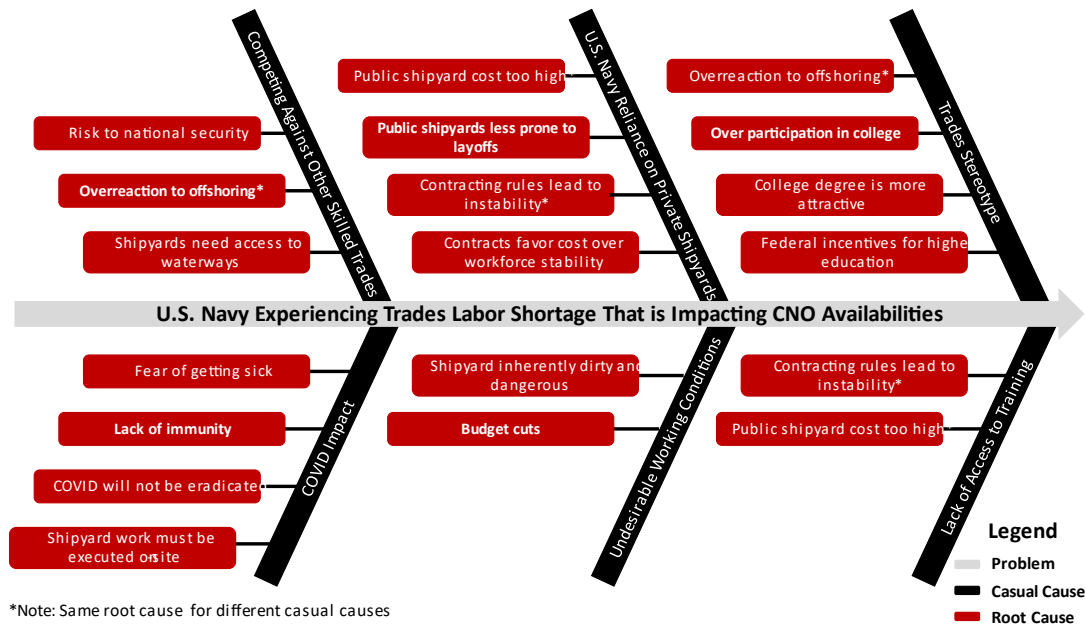 Competing Against Other Skilled Trades
Risk to national security
Overreaction to offshoring*
Shipyards need access to
waterways
U.S. Navy Reliance on Private Shipyards
Public shipyard cost too high
Public shipyards less prone to
layoffs
Contracting rules lead to
instability*
Contracts favor cost over
workforce stability
Trades Stereotype
Overreaction to offshoring*
Over participation in college
College degree is more
attractive
Federal incentives for highe
education
U.S. Navy Experiencing Trades Labor Shortage That is Impacting CNO Availabilities
Fear of getting sick
Lack of immunity
COVID will not be eradicate
Shipyard work must be
executed on-site
COVID Impact
Shipyard inherently dirty and
dangerous
Budget cuts
Undesirable Working Conditions
Contracting rules lead to
instability*
Public shipyard cost too high
Lack of Access to Training
Legend
Problem
Casual Cause
Root Cause
*Note: Same root cause for different casual causes